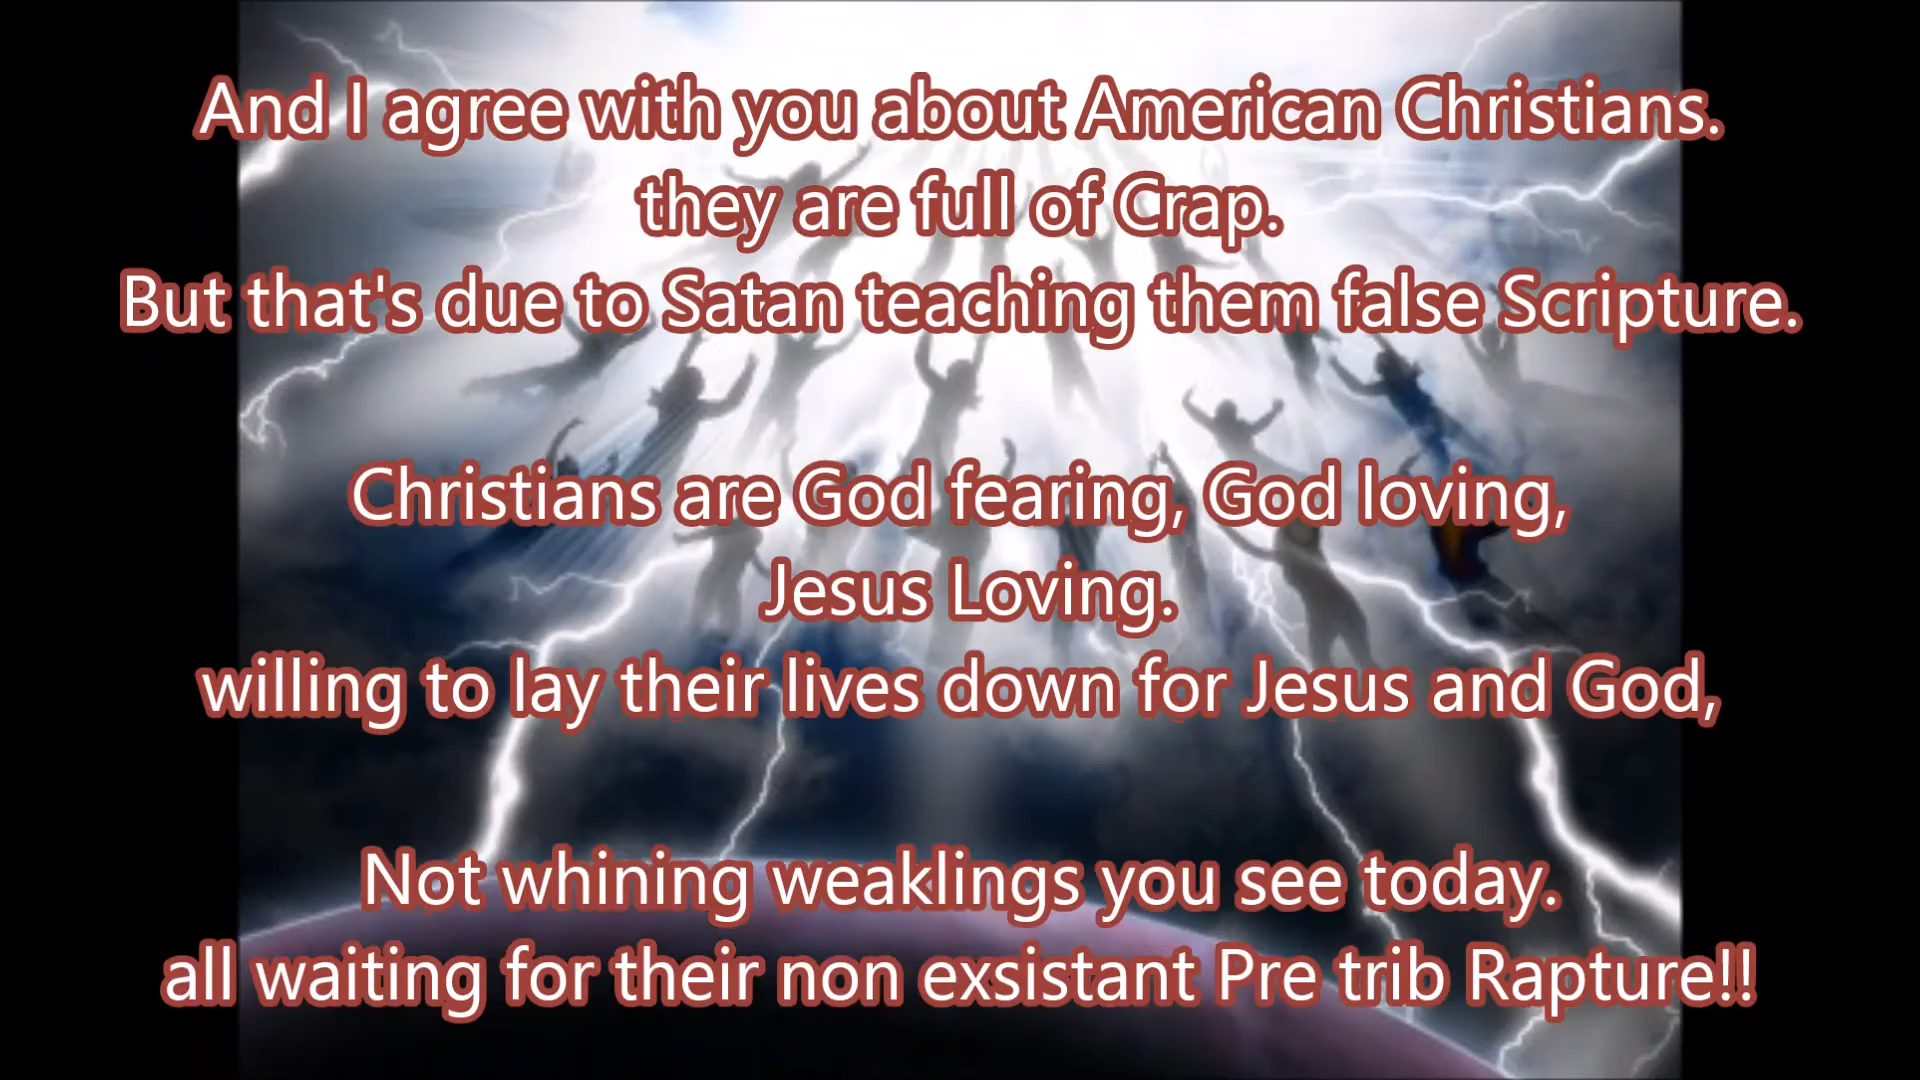 And I agree with you about American Christians.
they are full of Crap.
But that's due to Satan teaching them false Scripture.
Christians are God fearing, God loving,
Jesus Loving.
willing to lay their lives down for Jesus and God,
Not whining weaklings you see today.
all waiting for their non exsistant Pre trib Rapture!!